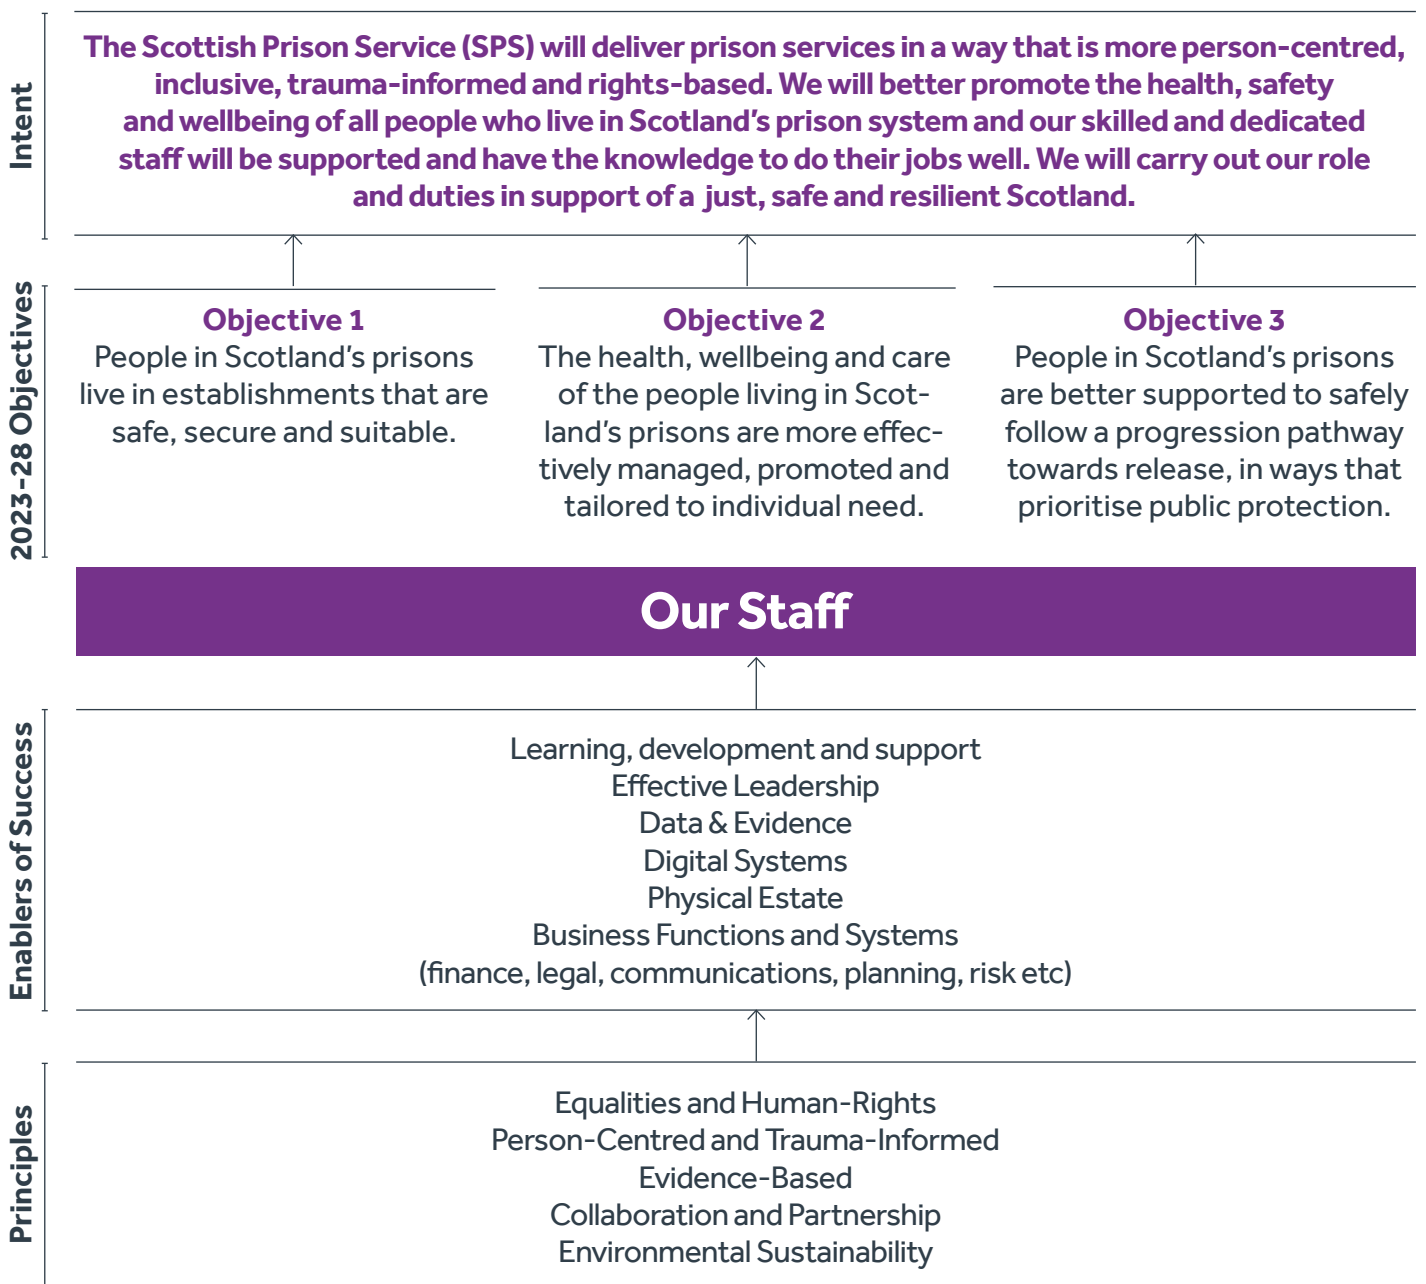 Intent
The Scottish Prison Service (SPS) will deliver prison services in a way that is more person-centred,
inclusive, trauma-informed and rights-based. We will better promote the health, safety
and wellbeing of all people who live in Scotland’s prison system and our skilled and dedicated
staff will be supported and have the knowledge to do their jobs well. We will carry out our role
and duties in support of a just, safe and resilient Scotland.
2023-28 Objectives
Objective 1
People in Scotland’s prisons
live in establishments that are
safe, secure and suitable.
Objective 2
The health, wellbeing and care
of the people living in Scot-
land’s prisons are more effec-
tively managed, promoted and
tailored to individual need.
Objective 3
People in Scotland’s prisons
are better supported to safely
follow a progression pathway
towards release, in ways that
prioritise public protection.
Our Staff
Enablers of Success
Learning, development and support
Effective Leadership
Data & Evidence
Digital Systems
Physical Estate
Business Functions and Systems
(finance, legal, communications, planning, risk etc)
Principles
Equalities and Human-Rights
Person-Centred and Trauma-Informed
Evidence-Based
Collaboration and Partnership
Environmental Sustainability